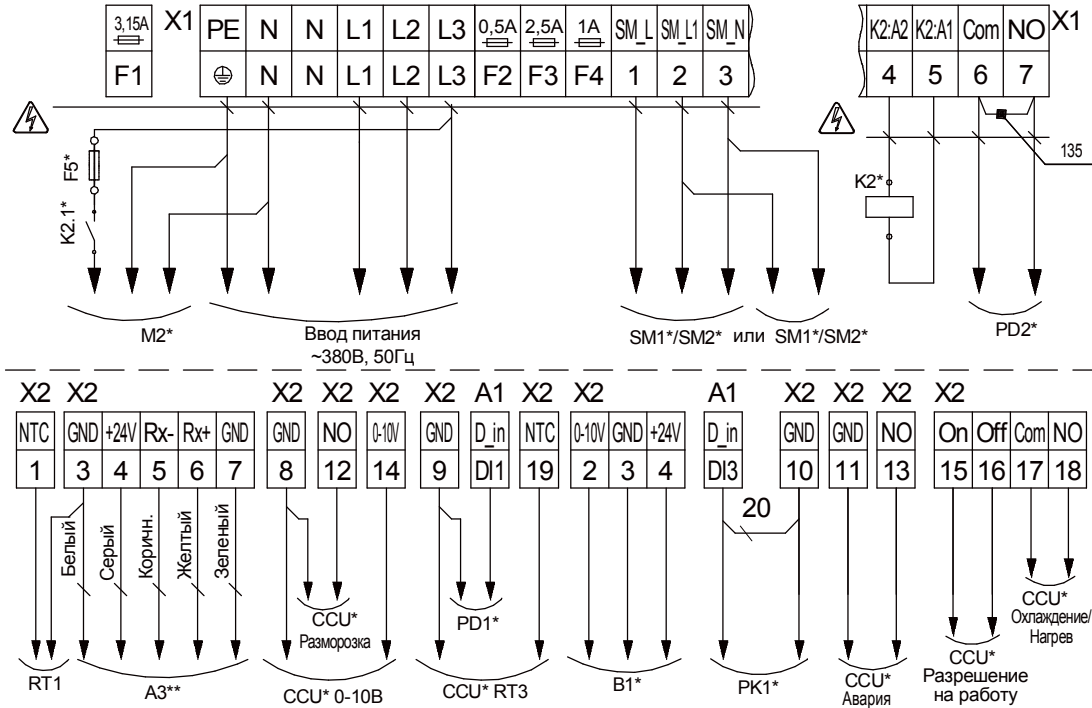 3,15A X1 PE N N L1 L2 L3 0,5A 2,5A 1A SM_L SM_L1 SM_N K2:A2 K2:A1 Com NO X1
F1 N N L1 L2 L3 F2 F3 F4 1 2 3 4 5 6 7
135
F5*
K2*
K2.1*
M2*
Ввод питания
~380В, 50Гц
SM1*/SM2* или SM1*/SM2*
PD2*
X2 X2 X2 X2 X2 X2 A1 X2 X2 A1 X2 X2 X2 X2
NTC GND +24V Rx- Rx+ GND GND NO 0-10V GND D_in NTC 0-10V GND +24V D_in GND GND NO On Off Com NO
1 3 4 5 6 7 8 12 14 9 DI1 19 2 3 4 DI3 10 11 13 15 16 17 18
20
Белый
Серый
Коричн.
Желтый
Зеленый
CCU*
Разморозка
PD1*
CCU*
Охлаждение/
Нагрев
RT1
A3**
CCU* 0-10В
CCU* RT3
B1*
PK1*
CCU*
Авария
CCU*
Разрешение
на работу